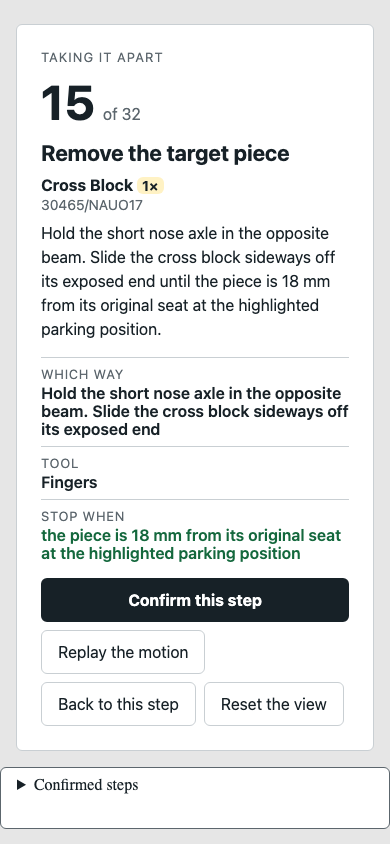 TAKING IT APART
15 of 32
Remove the target piece
Cross Block 1×
30465/NAUO17
Hold the short nose axle in the opposite
beam. Slide the cross block sideways off
its exposed end until the piece is 18 mm
from its original seat at the highlighted
parking position.
WHICH WAY
Hold the short nose axle in the opposite
beam. Slide the cross block sideways off
its exposed end
TOOL
Fingers
STOP WHEN
the piece is 18 mm from its original seat
at the highlighted parking position
Confirm this step
Replay the motion
Back to this step Reset the view
Confirmed steps